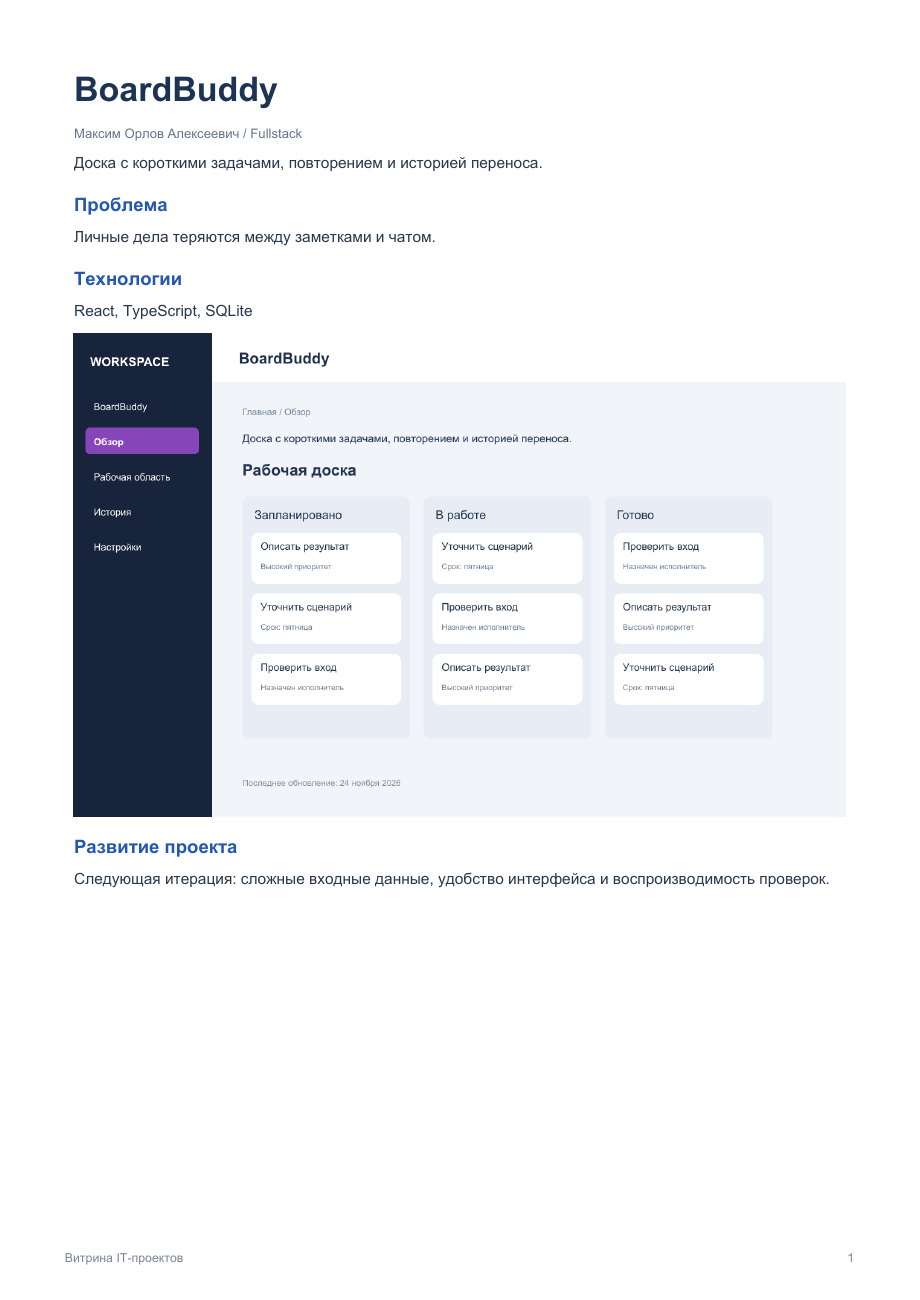 BoardBuddy
Максим Орлов Алексеевич / Fullstack
Доска с короткими задачами, повторением и историей переноса.
Проблема
Личные дела теряются между заметками и чатом.
Технологии
React, TypeScript, SQLite
WORKSPACE
BoardBuddy
Обзор
Рабочая область
История
Настройки
BoardBuddy
Главная / Обзор
Доска с короткими задачами, повторением и историей переноса.
Рабочая доска
Запланировано
Описать результат
Высокий приоритет
Уточнить сценарий
Срок: пятница
Проверить вход
Назначен исполнитель
В работе
Уточнить сценарий
Срок: пятница
Проверить вход
Назначен исполнитель
Описать результат
Высокий приоритет
Готово
Проверить вход
Назначен исполнитель
Описать результат
Высокий приоритет
Уточнить сценарий
Срок: пятница
Последнее обновление: 24 ноября 2026
Развитие проекта
Следующая итерация: сложные входные данные, удобство интерфейса и воспроизводимость проверок.
Витрина IT-проектов
1